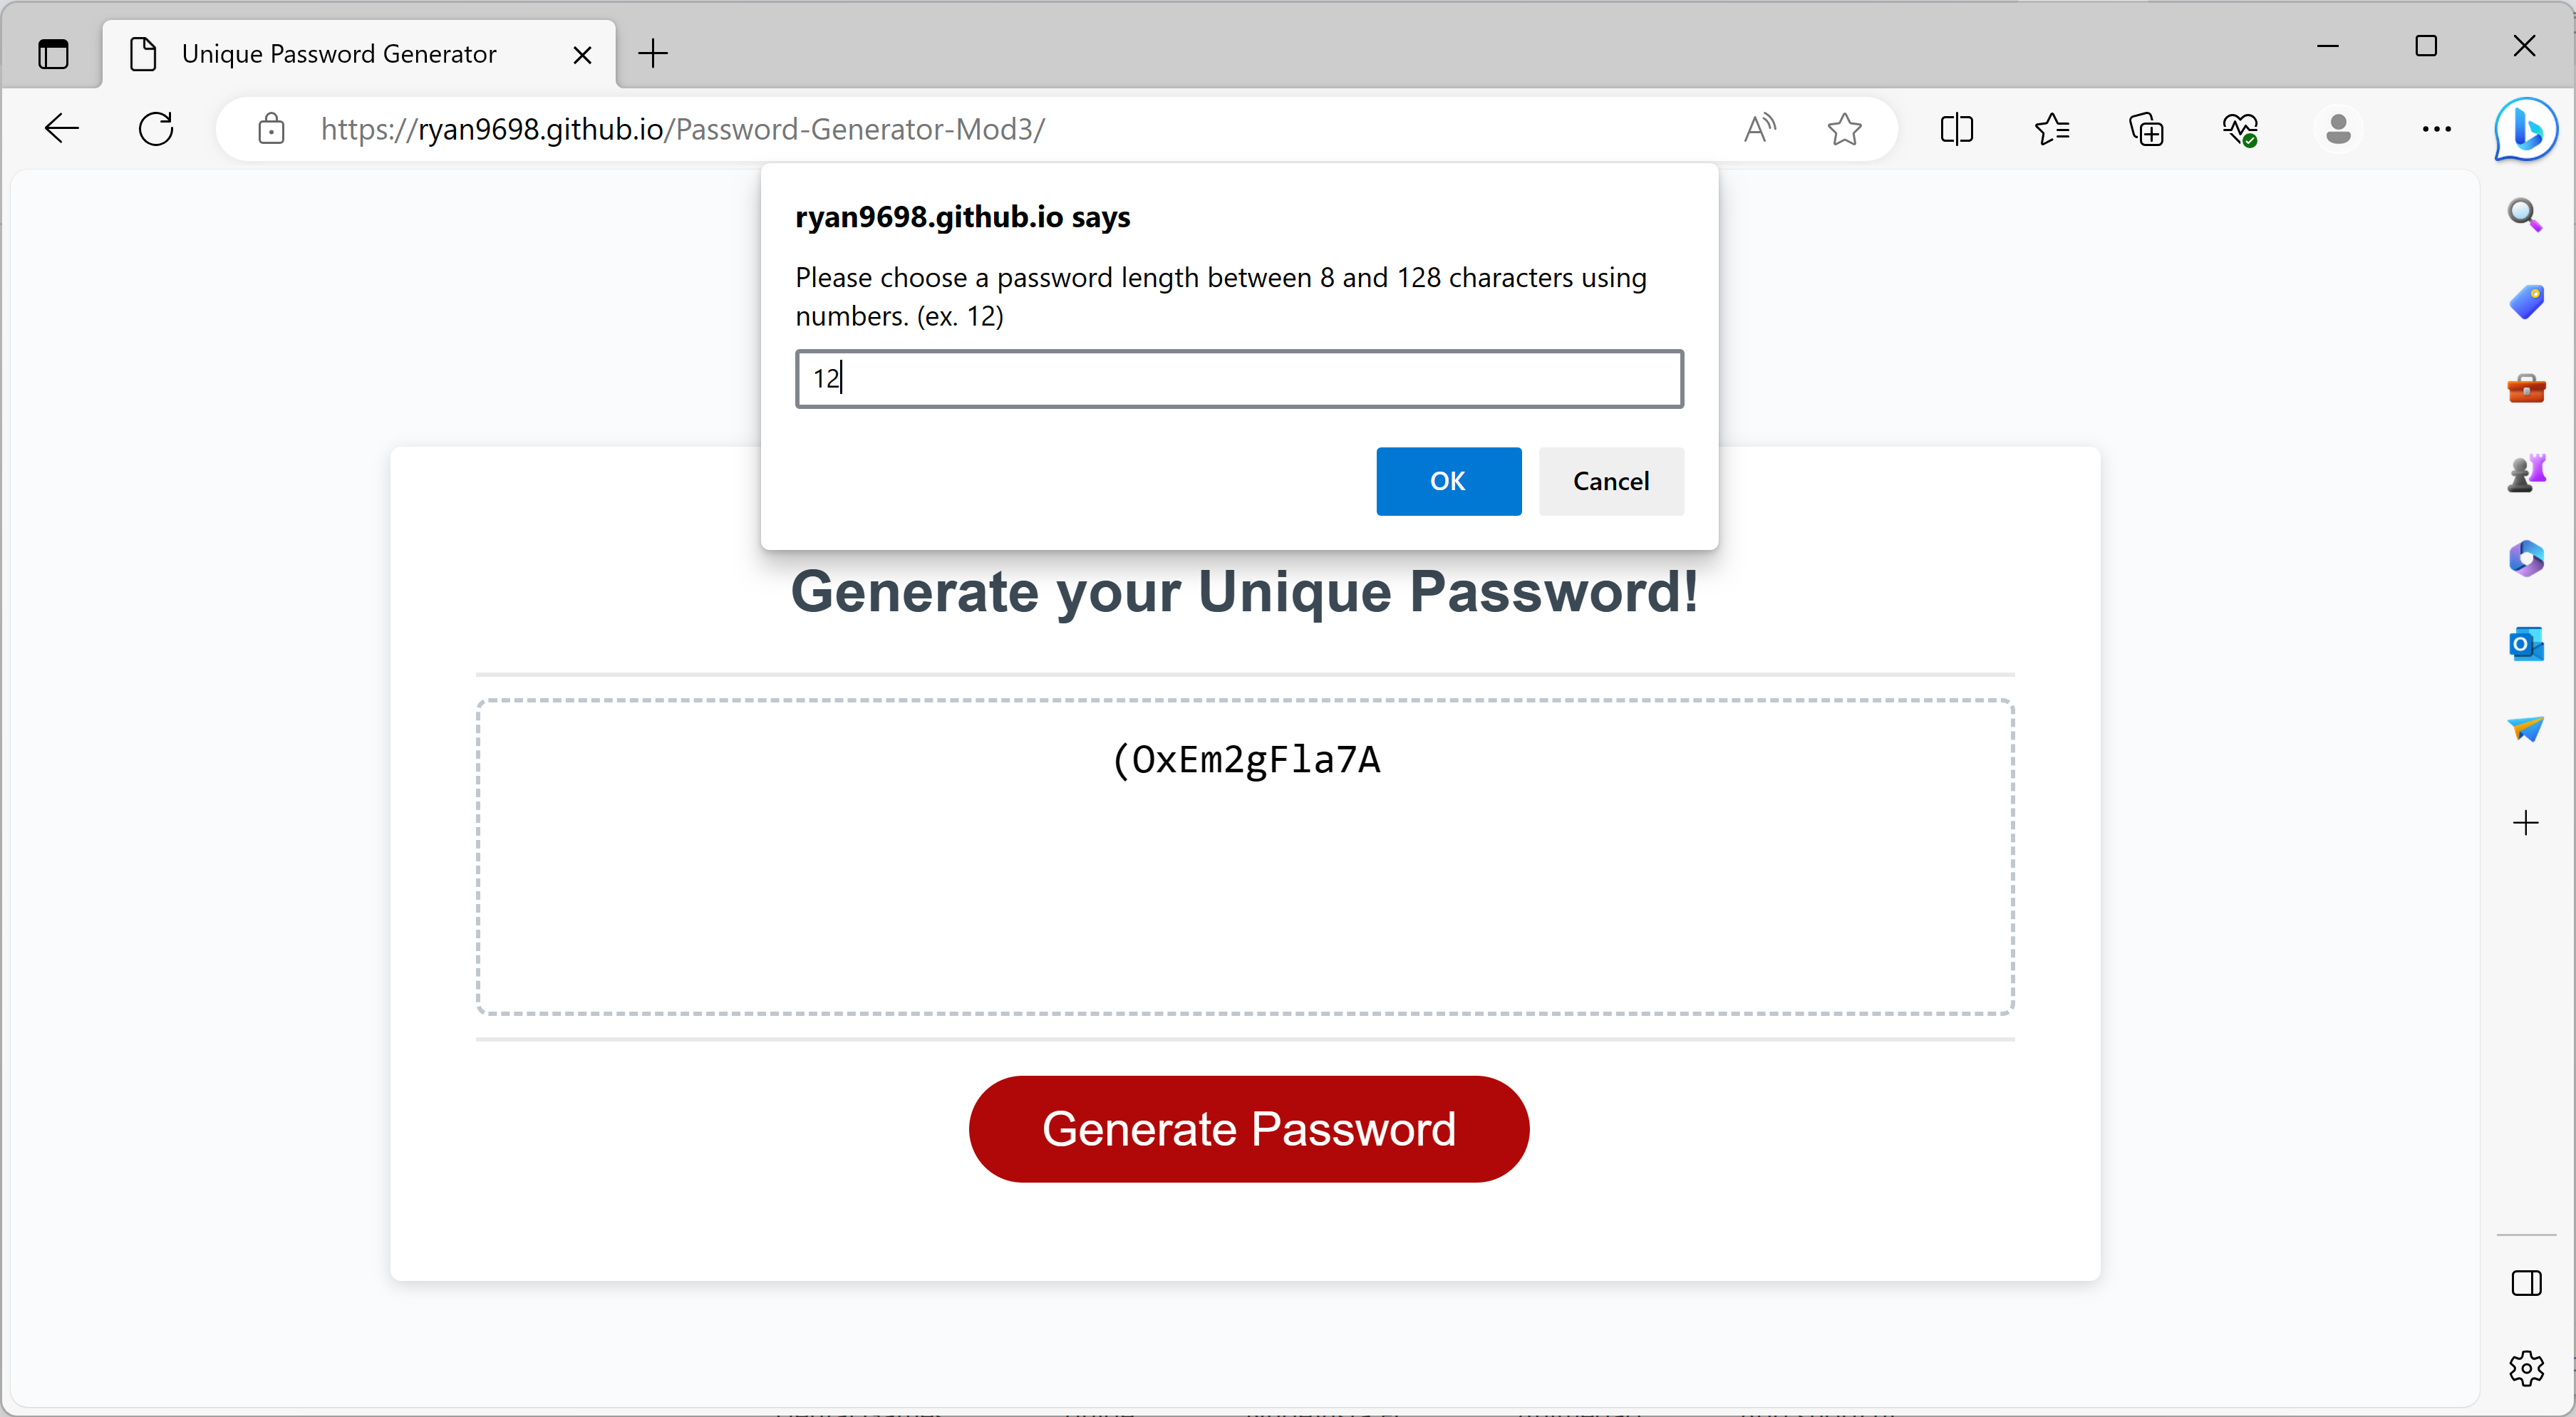 Unique Password Generator
https://ryan9698.github.io/Password-Generator-Mod3/
ryan9698.github.io says
Please choose a password length between 8 and 128 characters using
numbers. (ex. 12)
12
OK
Cancel
Generate your Unique Password!
(OxEm2gFla7A
Generate Password